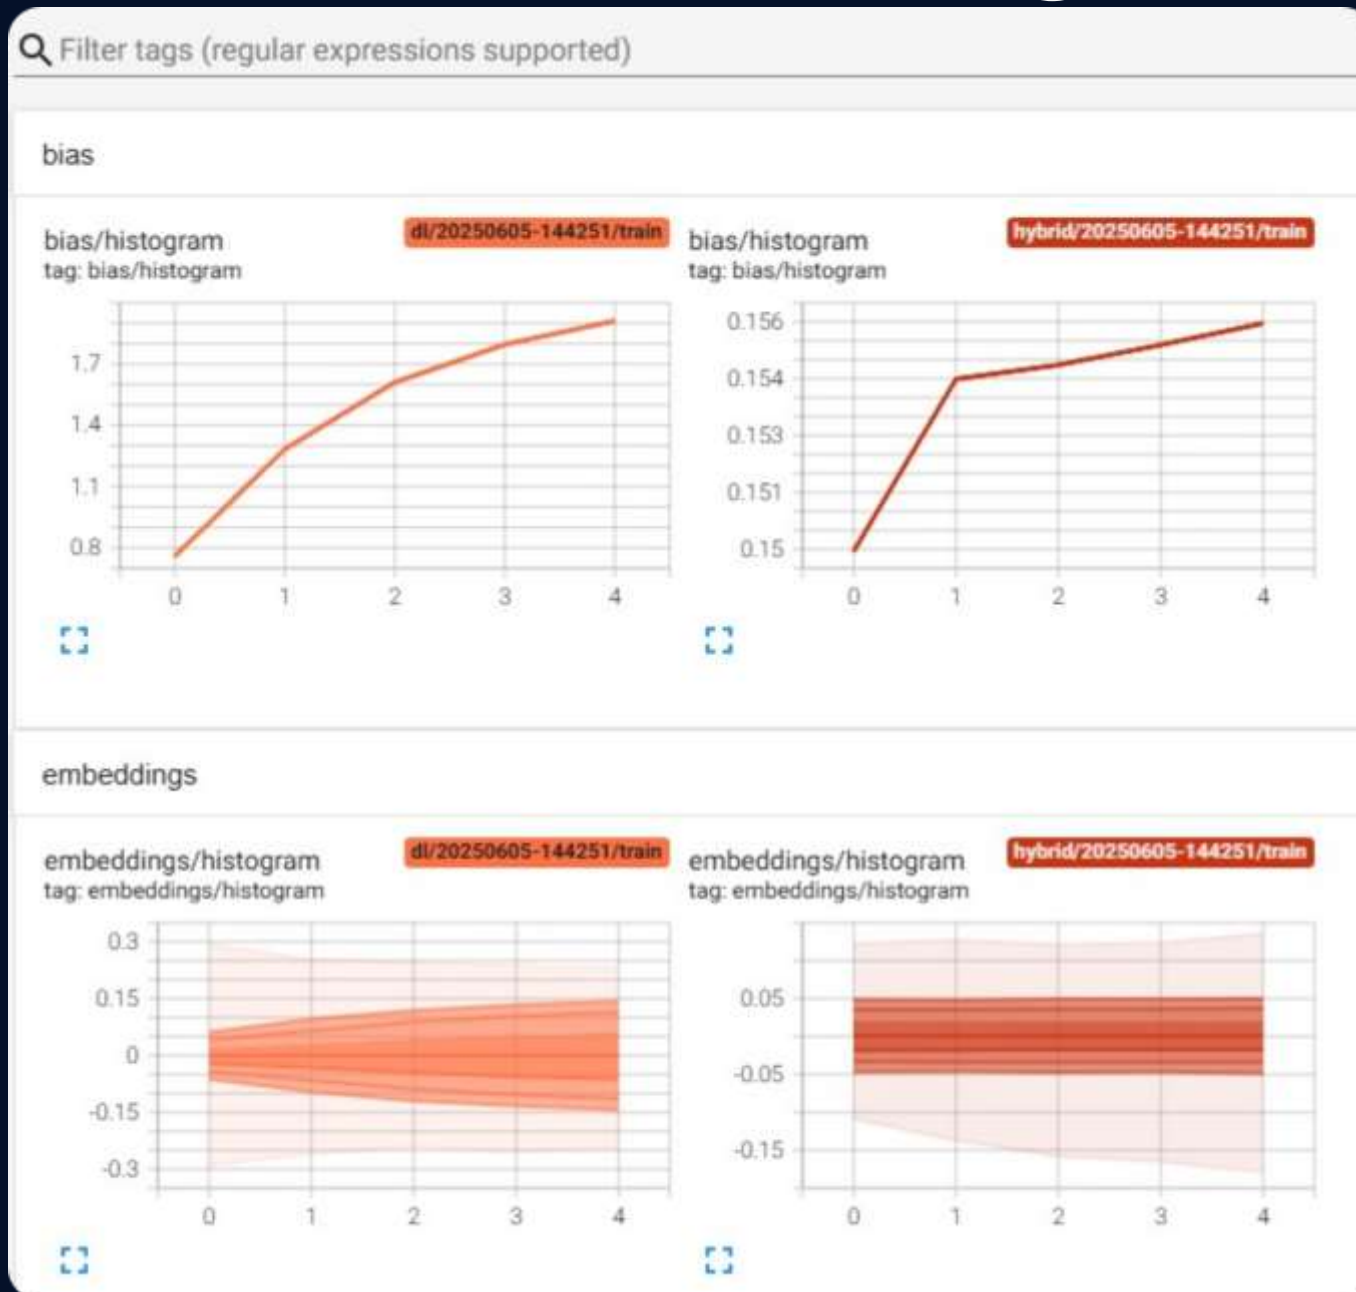 Filter tags (regular expressions supported)
bias
bias/histogram
tag: bias/histogram
dl/20250605-144251/train
1.7
1.4
1.1
0.8
0 1 2 3 4
bias/histogram
tag: bias/histogram
hybrid/20250605-144251/train
0.156
0.154
0.153
0.151
0.15
0 1 2 3 4
embeddings
embeddings/histogram
tag: embeddings/histogram
dl/20250605-144251/train
0.3
0.15
0
-0.15
-0.3
0 1 2 3 4
embeddings/histogram
tag: embeddings/histogram
hybrid/20250605-144251/train
0.05
-0.05
-0.15
0 1 2 3 4